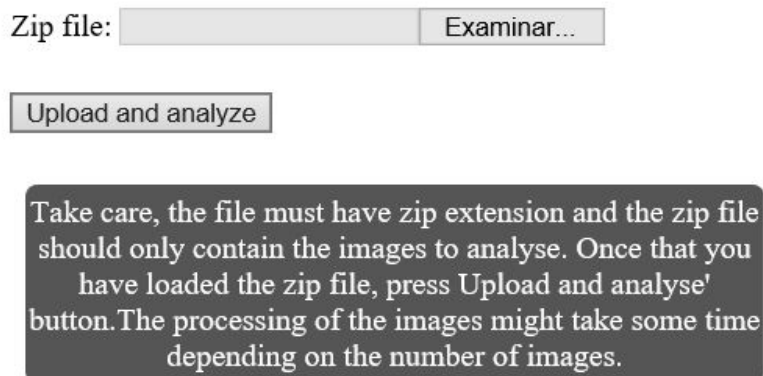 Zip file: Examinar...
Upload and analyze
Take care, the file must have zip extension and the zip file
should only contain the images to analyse. Once that you
have loaded the zip file, press Upload and analyse'
button.The processing of the images might take some time
depending on the number of images.